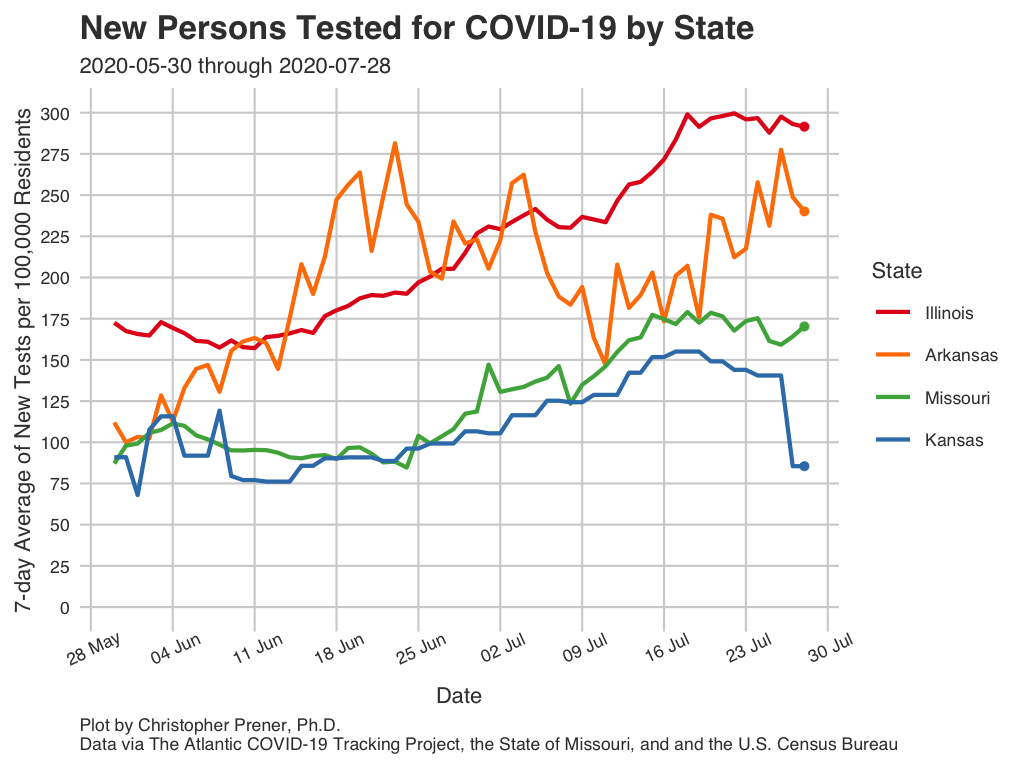 New Persons Tested for COVID-19 by State
2020-05-30 through 2020-07-28
7-day Average of New Tests per 100,000 Residents
300
275
250
225
200
175
150
125
100
75
50
25
0
28 May
04 Jun
11 Jun
18 Jun
25 Jun
02 Jul
09 Jul
16 Jul
23 Jul
30 Jul
Date
State
Illinois
Arkansas
Missouri
Kansas
Plot by Christopher Prener, Ph.D.
Data via The Atlantic COVID-19 Tracking Project, the State of Missouri, and and the U.S. Census Bureau